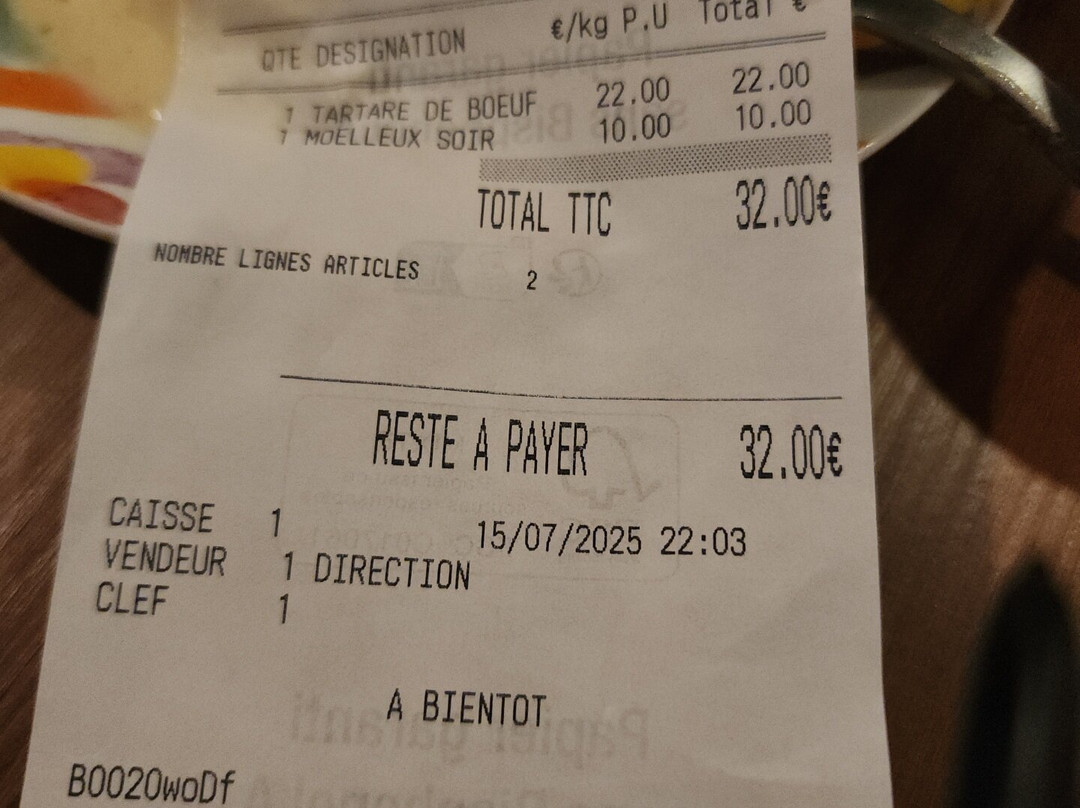 QTE DESIGNATION €/kg P.U Total €
1 TARTARE DE BOEUF 22.00 22.00
1 MOELLEUX SOIR 10.00 10.00
TOTAL TTC 32.00€
NOMBRE LIGNES ARTICLES 2
RESTE A PAYER 32.00€
CAISSE 1 15/07/2025 22:03
VENDEUR 1 DIRECTION
CLEF 1
A BIENTOT
B0020woDf